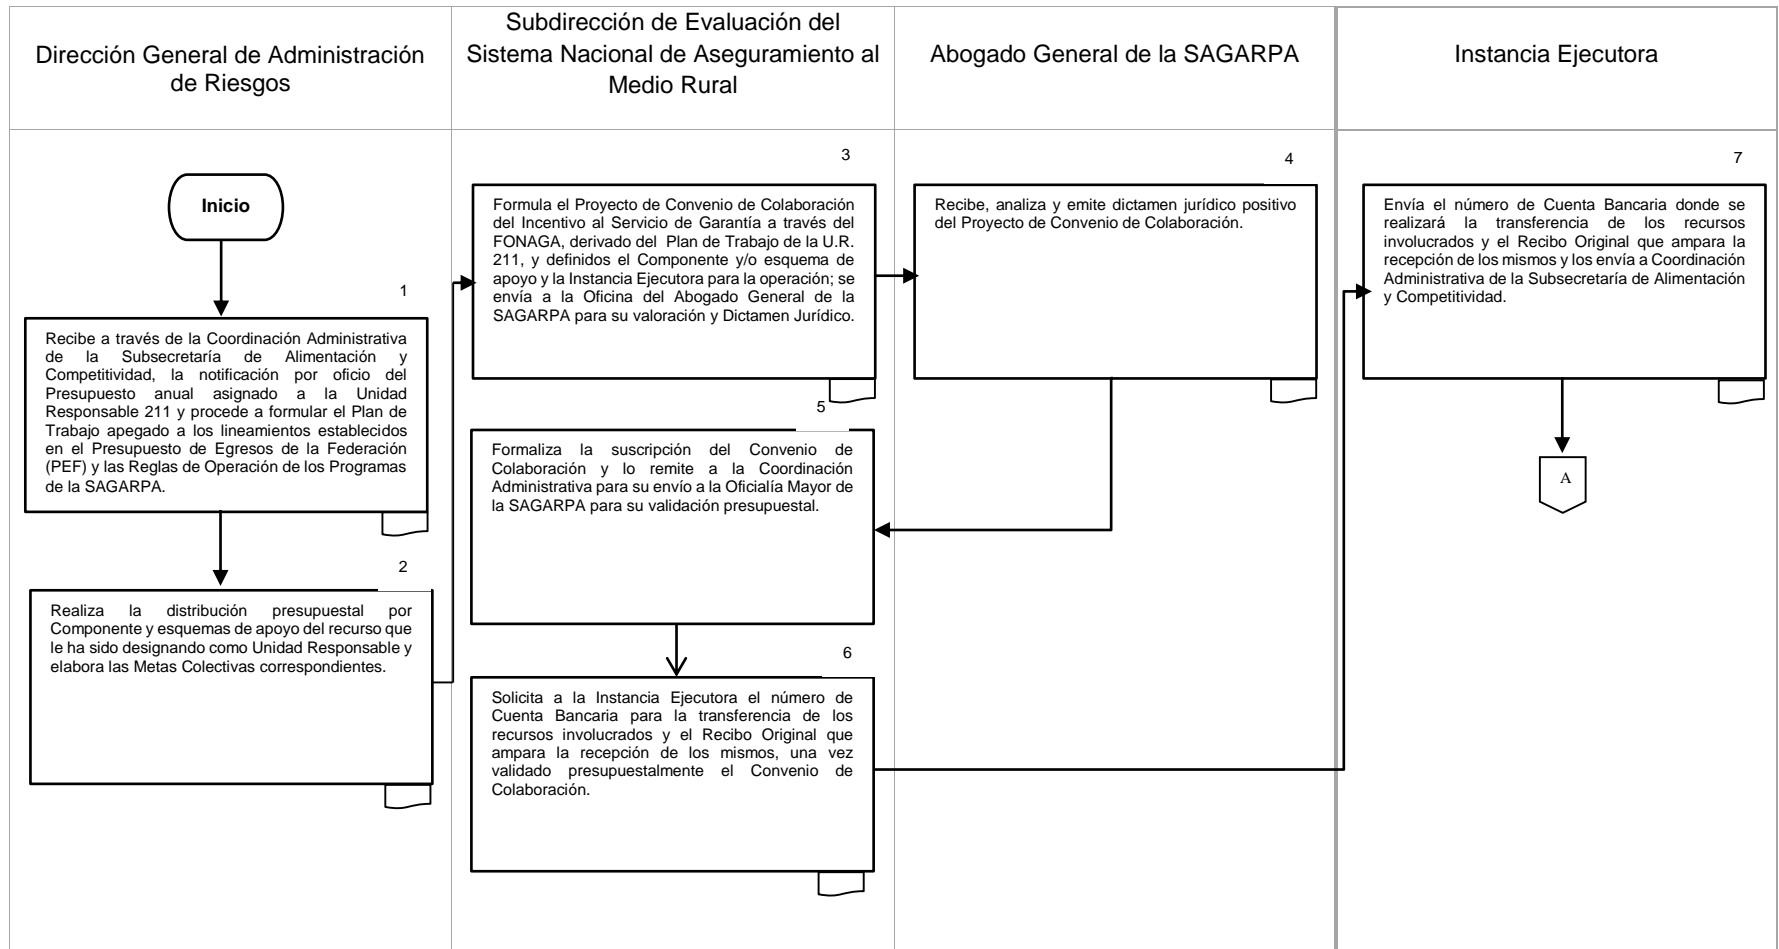 Dirección General de Administración
de Riesgos
Subdirección de Evaluación del
Sistema Nacional de Aseguramiento al
Medio Rural
Abogado General de la SAGARPA
Instancia Ejecutora
Inicio
1
Recibe a través de la Coordinación Administrativa
de la Subsecretaría de Alimentación y
Competitividad, la notificación por oficio del
Presupuesto anual asignado a la Unidad
Responsable 211 y procede a formular el Plan de
Trabajo apegado a los lineamientos establecidos
en el Presupuesto de Egresos de la Federación
(PEF) y las Reglas de Operación de los Programas
de la SAGARPA.
2
Realiza la distribución presupuestal por
Componente y esquemas de apoyo del recurso que
le ha sido designando como Unidad Responsable y
elabora las Metas Colectivas correspondientes.
3
Formula el Proyecto de Convenio de Colaboración
del Incentivo al Servicio de Garantía a través del
FONAGA, derivado del Plan de Trabajo de la U.R.
211, y definidos el Componente y/o esquema de
apoyo y la Instancia Ejecutora para la operación; se
envía a la Oficina del Abogado General de la
SAGARPA para su valoración y Dictamen Jurídico.
4
Recibe, analiza y emite dictamen jurídico positivo
del Proyecto de Convenio de Colaboración.
5
Formaliza la suscripción del Convenio de
Colaboración y lo remite a la Coordinación
Administrativa para su envío a la Oficialía Mayor de
la SAGARPA para su validación presupuestal.
6
Solicita a la Instancia Ejecutora el número de
Cuenta Bancaria para la transferencia de los
recursos involucrados y el Recibo Original que
ampara la recepción de los mismos, una vez
validado presupuestalmente el Convenio de
Colaboración.
7
Envía el número de Cuenta Bancaria donde se
realizará la transferencia de los recursos
involucrados y el Recibo Original que ampara la
recepción de los mismos y los envía a Coordinación
Administrativa de la Subsecretaría de Alimentación
y Competitividad.
A